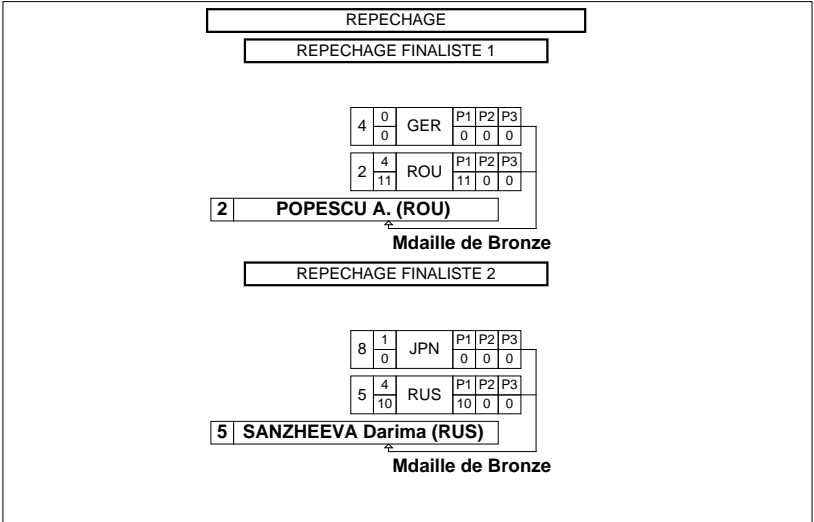 REPECHAGE
REPECHAGE FINALISTE 1
4 0 GER P1 P2 P3
0 0 0 0
2 4 ROU P1 P2 P3
11 11 0 0
2 POPESCU A. (ROU)
Mdaille de Bronze
REPECHAGE FINALISTE 2
8 1 JPN P1 P2 P3
0 0 0 0
5 4 RUS P1 P2 P3
10 10 0 0
5 SANZHEEVA Darima (RUS)
Mdaille de Bronze